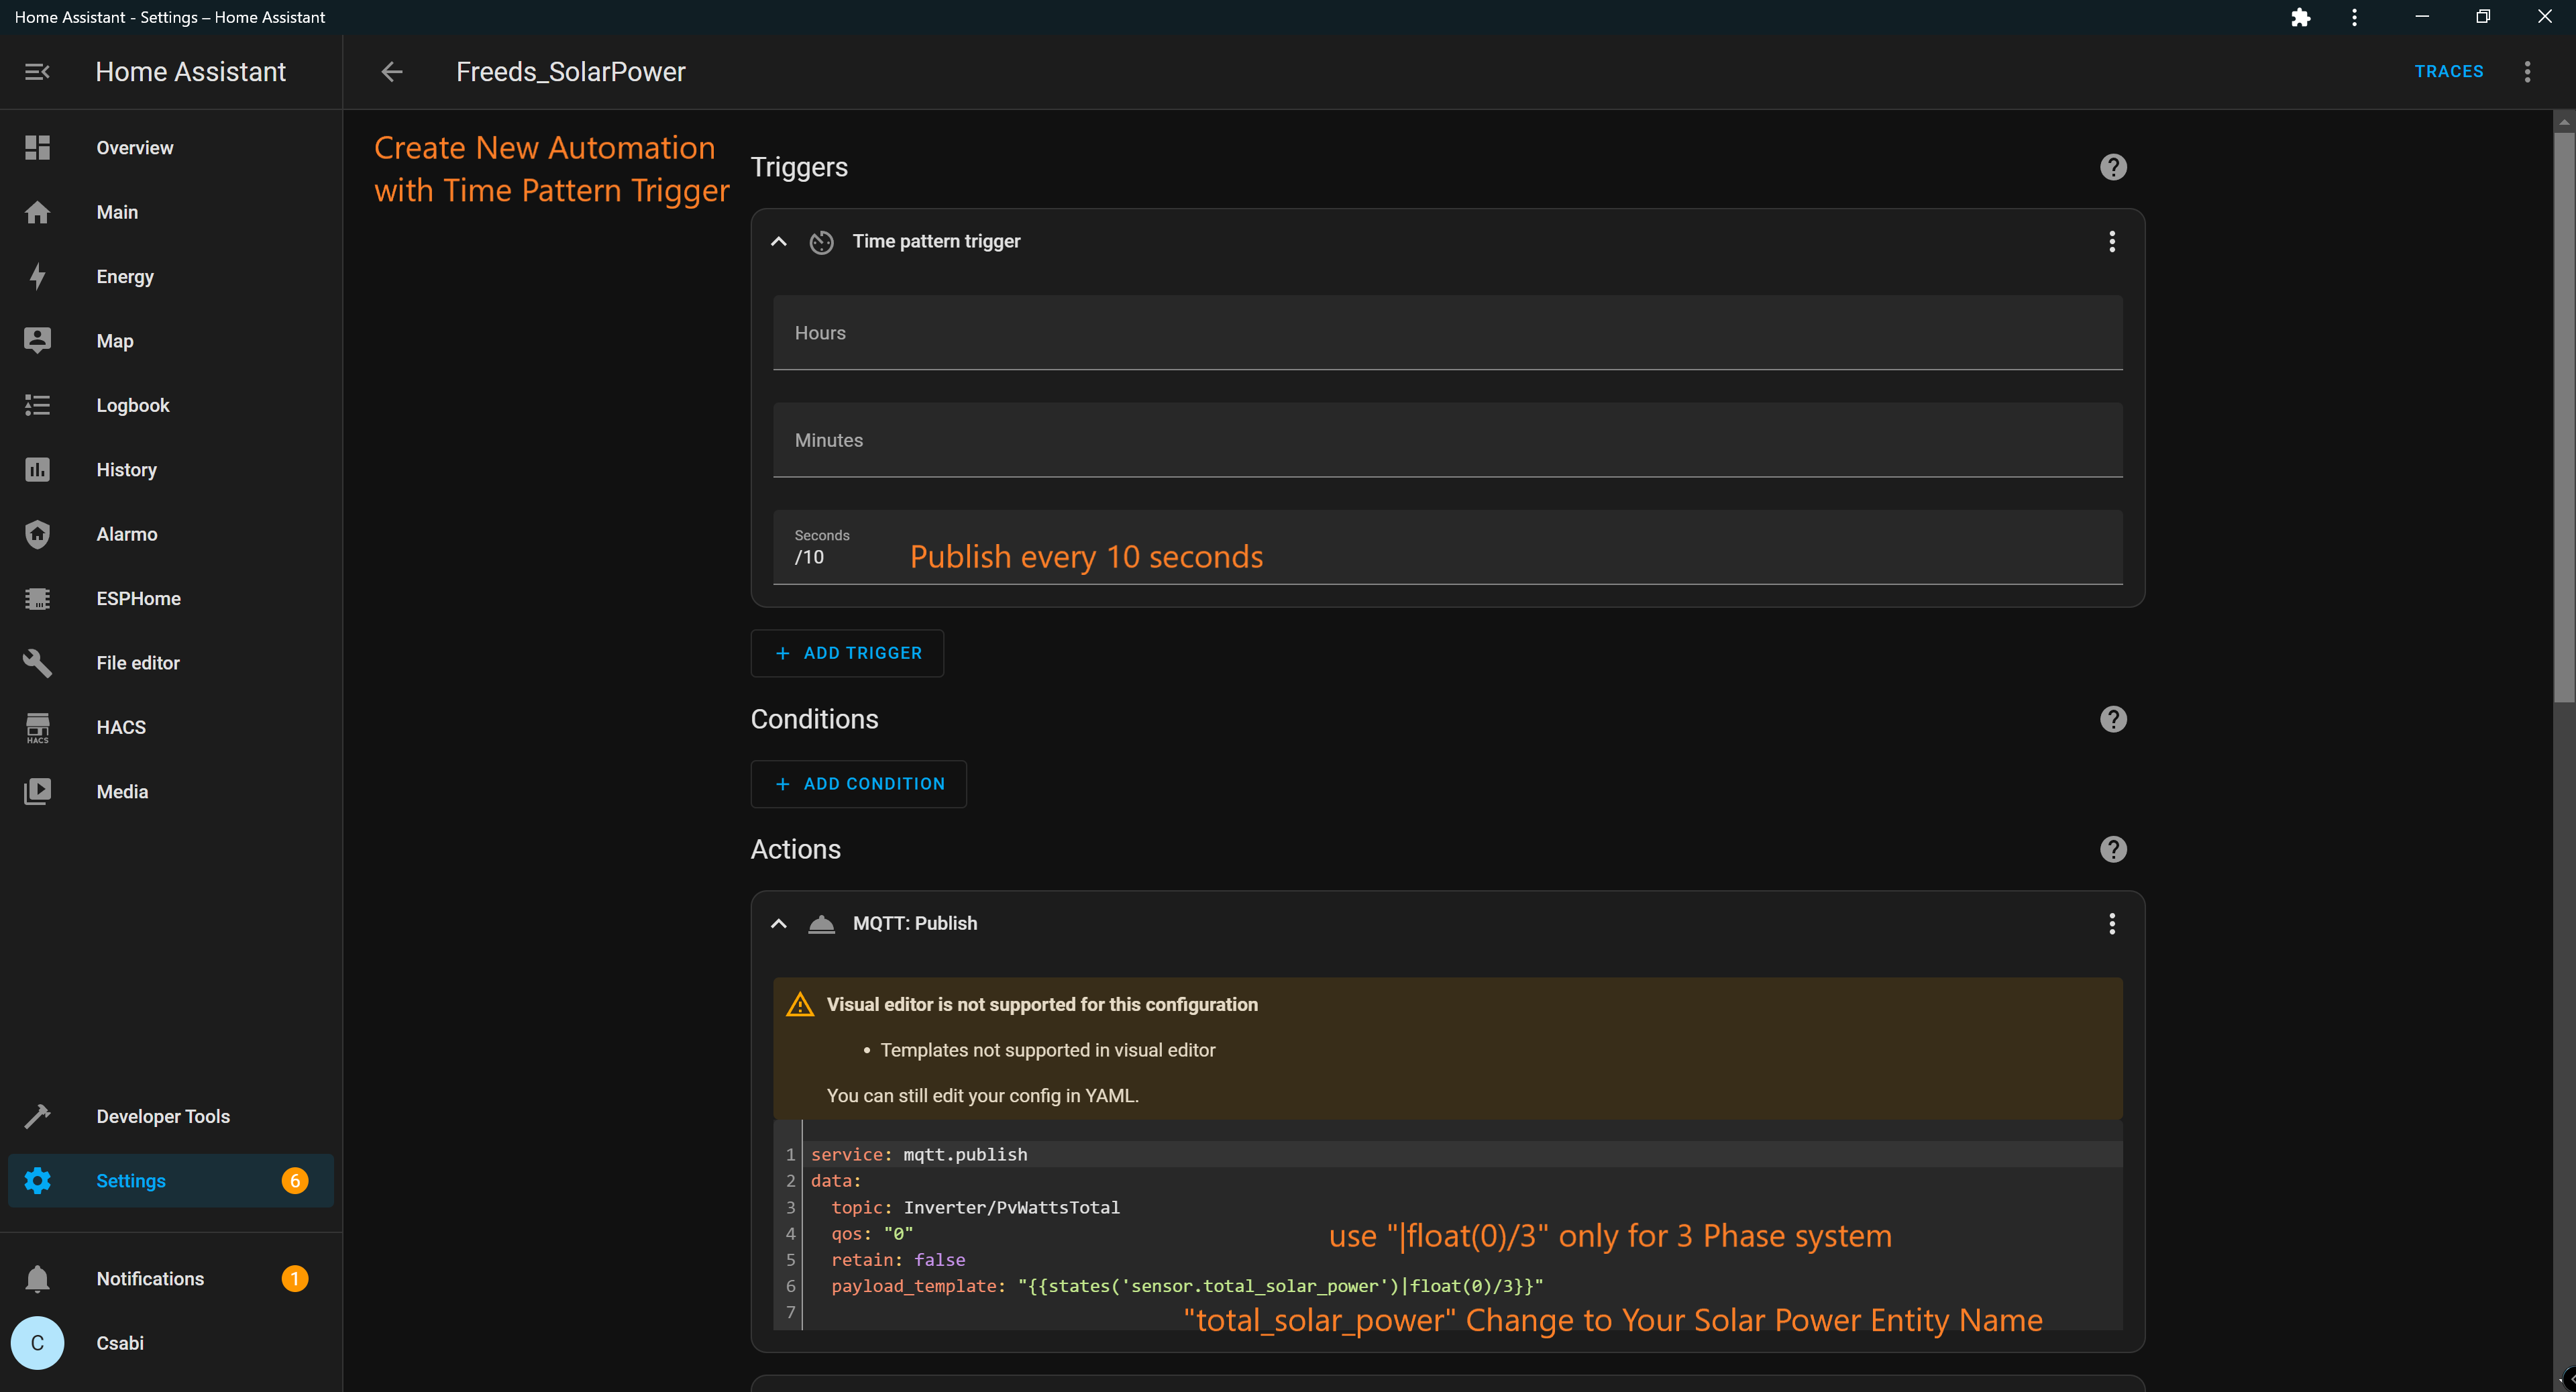 Home Assistant - Settings – Home Assistant
Home Assistant
Freeds_SolarPower
TRACES
Overview
Main
Energy
Map
Logbook
History
Alarmo
ESPHome
File editor
HACS
HACS
Media
Developer Tools
Settings
6
Notifications
1
C
Csabi
Create New Automation
with Time Pattern Trigger
Triggers
Time pattern trigger
Hours
Minutes
Seconds
/10
Publish every 10 seconds
+ ADD TRIGGER
Conditions
+ ADD CONDITION
Actions
MQTT: Publish
Visual editor is not supported for this configuration
• Templates not supported in visual editor
You can still edit your config in YAML.
1 service: mqtt.publish
2 data:
3 topic: Inverter/PvWattsTotal
4 qos: "0"
use "|float(0)/3" only for 3 Phase system
5 retain: false
6 payload_template: "{{states('sensor.total_solar_power')|float(0)/3}}"
7
"total_solar_power" Change to Your Solar Power Entity Name